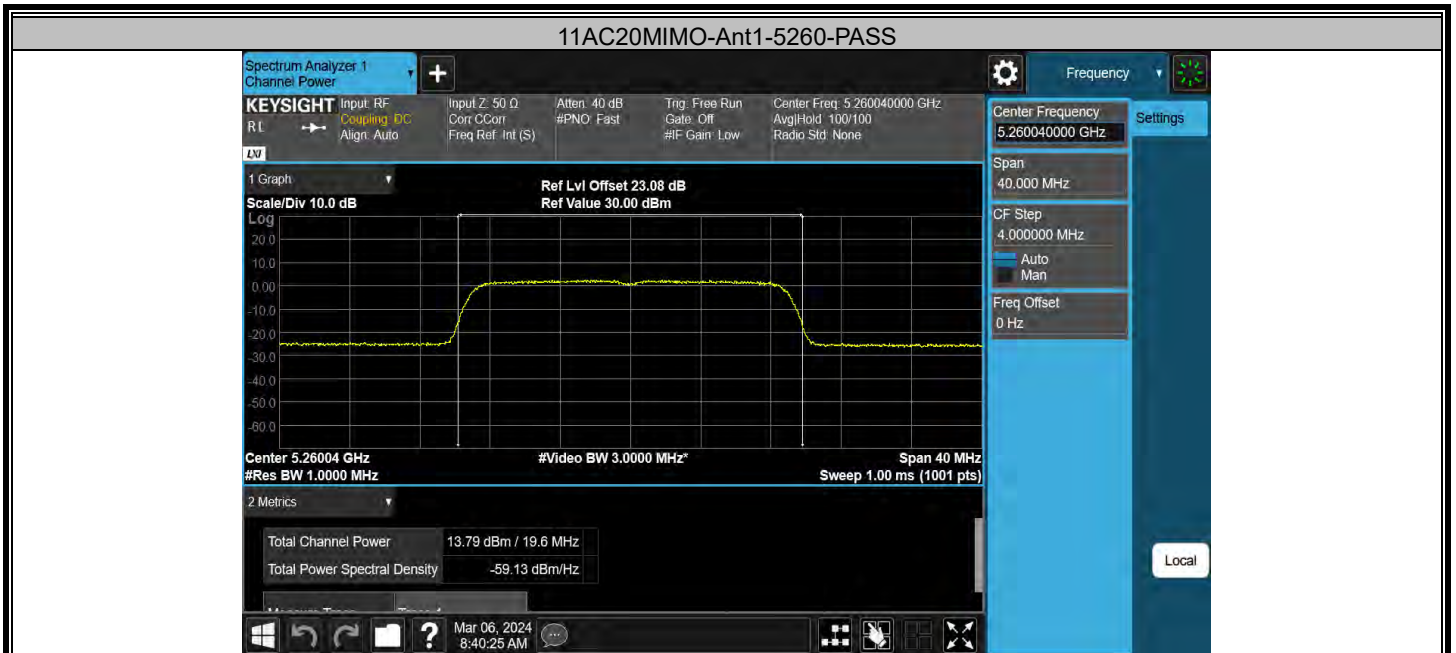 11AC20MIMO-Ant1-5260-PASS
Spectrum Analyzer 1
Channel Power
Frequency
KEYSIGHT
RL
LXI
Input: RF
Coupling: DC
Align: Auto
Input Z: 50 Ω
Corr CCorr
Freq Ref: Int (S)
Atten: 40 dB
#PNO: Fast
Trig: Free Run
Gate: Off
#IF Gain: Low
Center Freq: 5.260040000 GHz
Avg|Hold: 100/100
Radio Std: None
Center Frequency
5.260040000 GHz
Settings
Span
40.000 MHz
CF Step
4.000000 MHz
Auto
Man
Freq Offset
0 Hz
1 Graph
Scale/Div 10.0 dB
Ref Lvl Offset 23.08 dB
Ref Value 30.00 dBm
Log
20.0
10.0
0.00
-10.0
-20.0
-30.0
-40.0
-50.0
-60.0
Center 5.26004 GHz
#Video BW 3.0000 MHz*
Span 40 MHz
#Res BW 1.0000 MHz
Sweep 1.00 ms (1001 pts)
2 Metrics
Total Channel Power 13.79 dBm / 19.6 MHz
Total Power Spectral Density -59.13 dBm/Hz
Local
?
Mar 06, 2024
8:40:25 AM